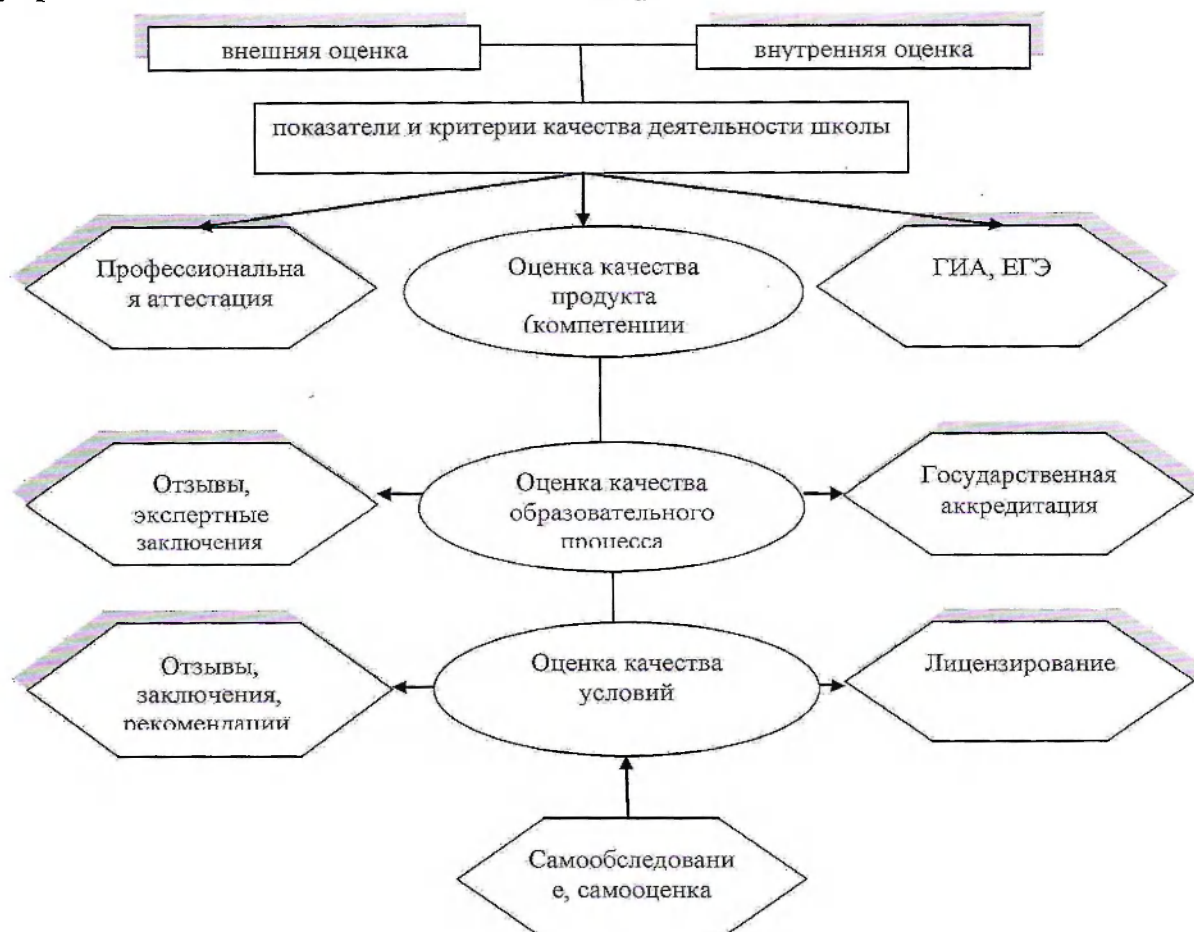 внешняя оценка
внутренняя оценка
показатели и критерии качества деятельности школы
Профессиональна
я аттестация
Оценка качества
продукта
(компетенции
ГИА, ЕГЭ
Отзывы,
экспертные
заключения
Оценка качества
образовательного
процесса
Государственная
аккредитация
Отзывы,
заключения,
рекомендаций
Оценка качества
условий
Лицензирование
Самообследовани
е, самооценка